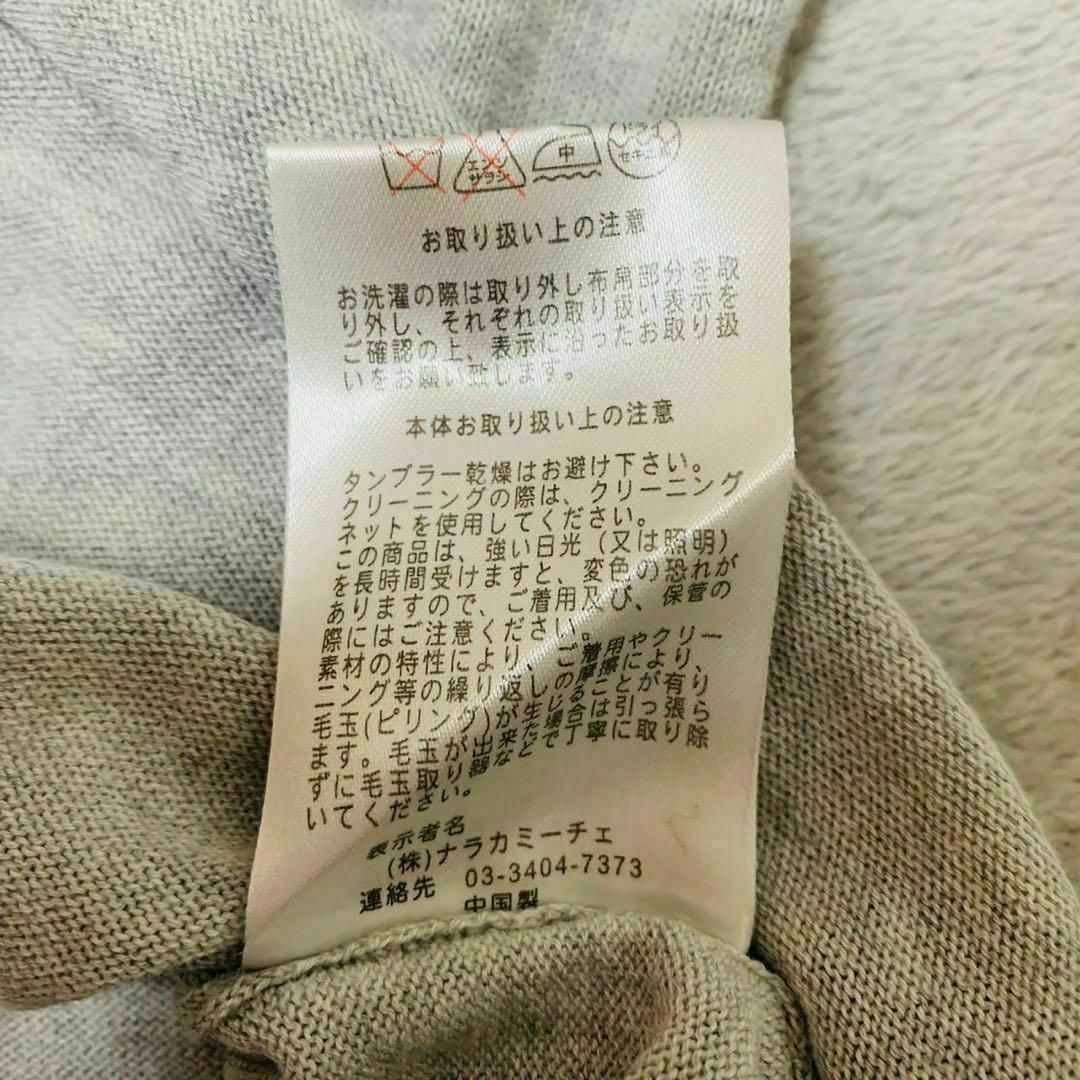 エンソ
サラシ
中
ドライ
セキユ系
お取り扱い上の注意
お洗濯の際は取り外し布帛部分を取
り外し、それぞれの取り扱い表示を
ご確認の上、表示に沿ったお取り扱
いをお願い致します。
本体お取り扱い上の注意
タンブラー乾燥はお避け下さい。
クリーニングの際は、クリーニング
ネットを使用してください。
この商品は、強い日光(又は照明)
を長時間受けますと、変色の恐れが
ありますので、ご着用及び、保管の
際にはご注意ください。
素材の特性により、ご着用やクリー
ニング等の繰り返しの摩擦により、
毛玉(ピリング)が生じることが有り
ます。毛玉が出来た場合は引っ張ら
ずに毛玉取り器などで丁寧に取り除
いてください。
表示者名
(株)ナラカミーチェ
連絡先 03-3404-7373
中国製